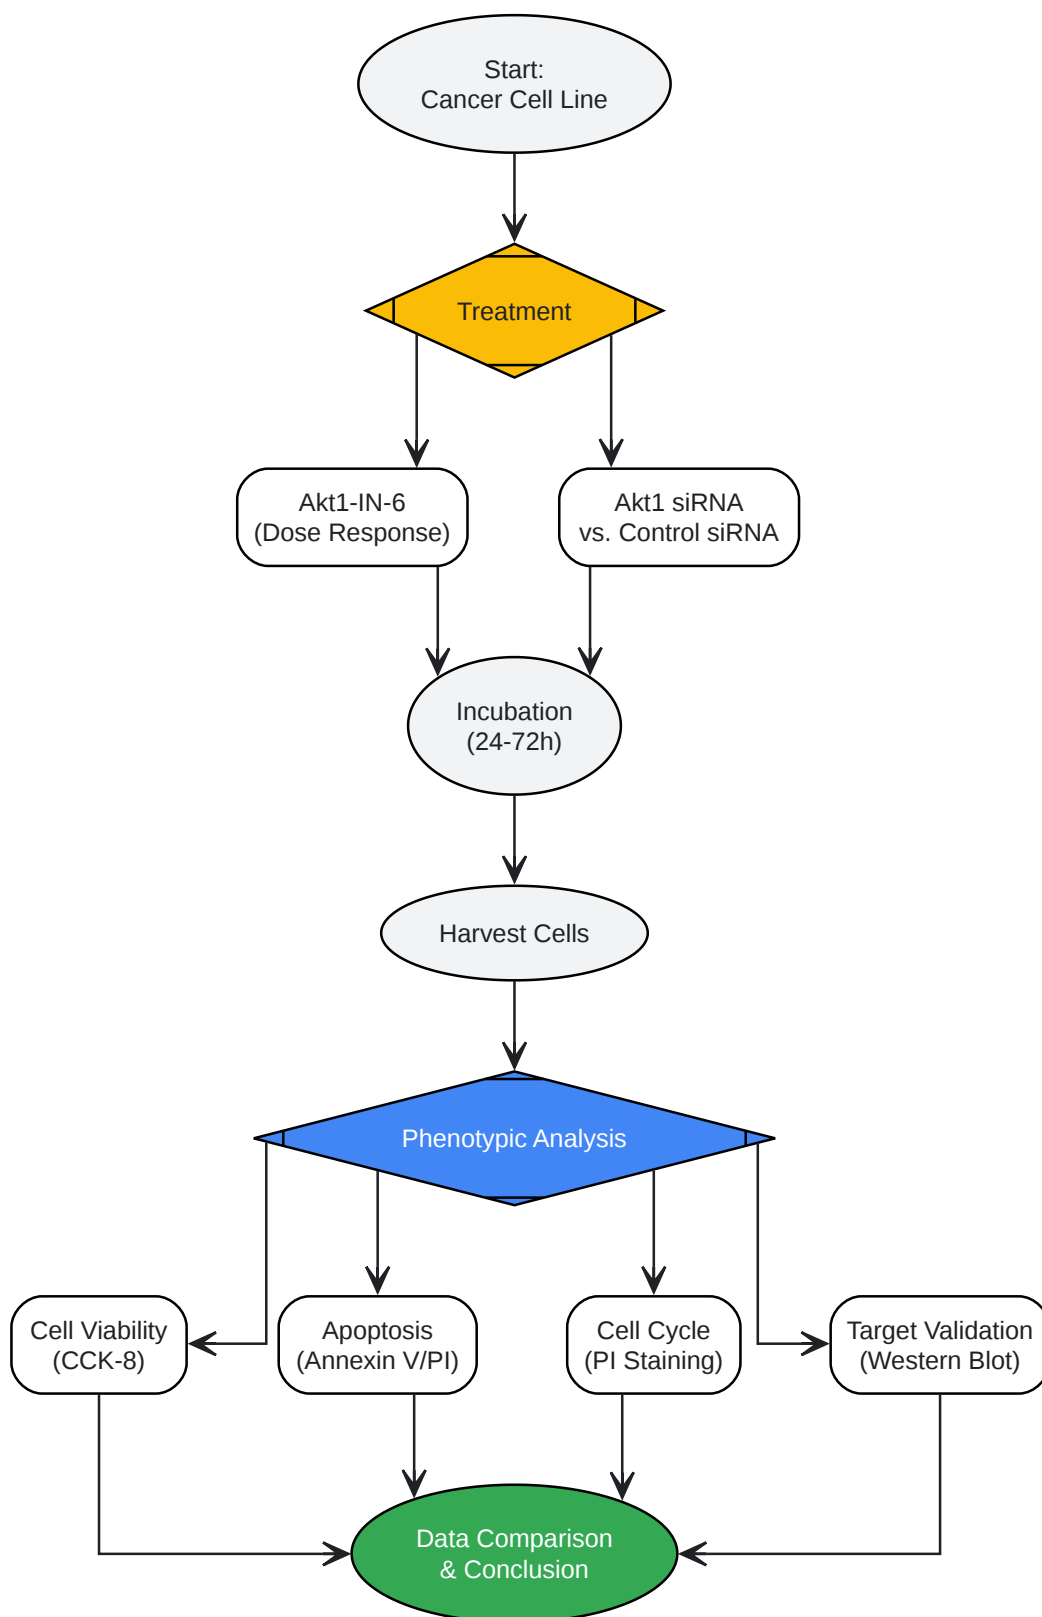 Start:
Cancer Cell Line
Treatment
Akt1-IN-6
(Dose Response)
Akt1 siRNA
vs. Control siRNA
Incubation
(24-72h)
Harvest Cells
Phenotypic Analysis
Cell Viability
(CCK-8)
Apoptosis
(Annexin V/PI)
Cell Cycle
(PI Staining)
Target Validation
(Western Blot)
Data Comparison
& Conclusion